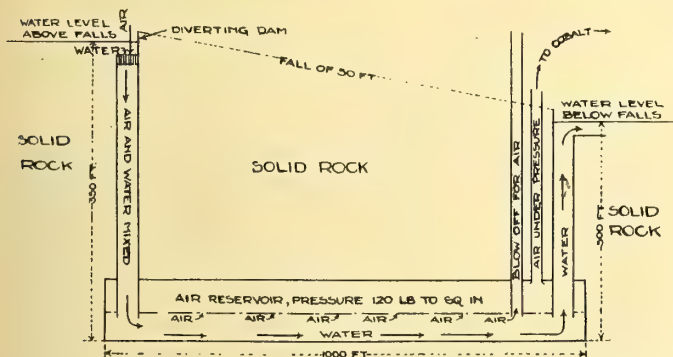 AIR
WATER LEVEL
ABOVE FALLS
DIVERTING DAM
WATER
FALL OF 50 FT
TO COBALT
WATER LEVEL
BELOW FALLS
SOLID
ROCK
350 FT.
AIR AND WATER MIXED
SOLID ROCK
BLOW OFF FOR AIR
AIR UNDER PRESSURE
WATER
300 FT
SOLID
ROCK
AIR RESERVOIR, PRESSURE 120 LB TO SQ IN
AIR AIR AIR AIR AIR AIR
WATER
1000 FT